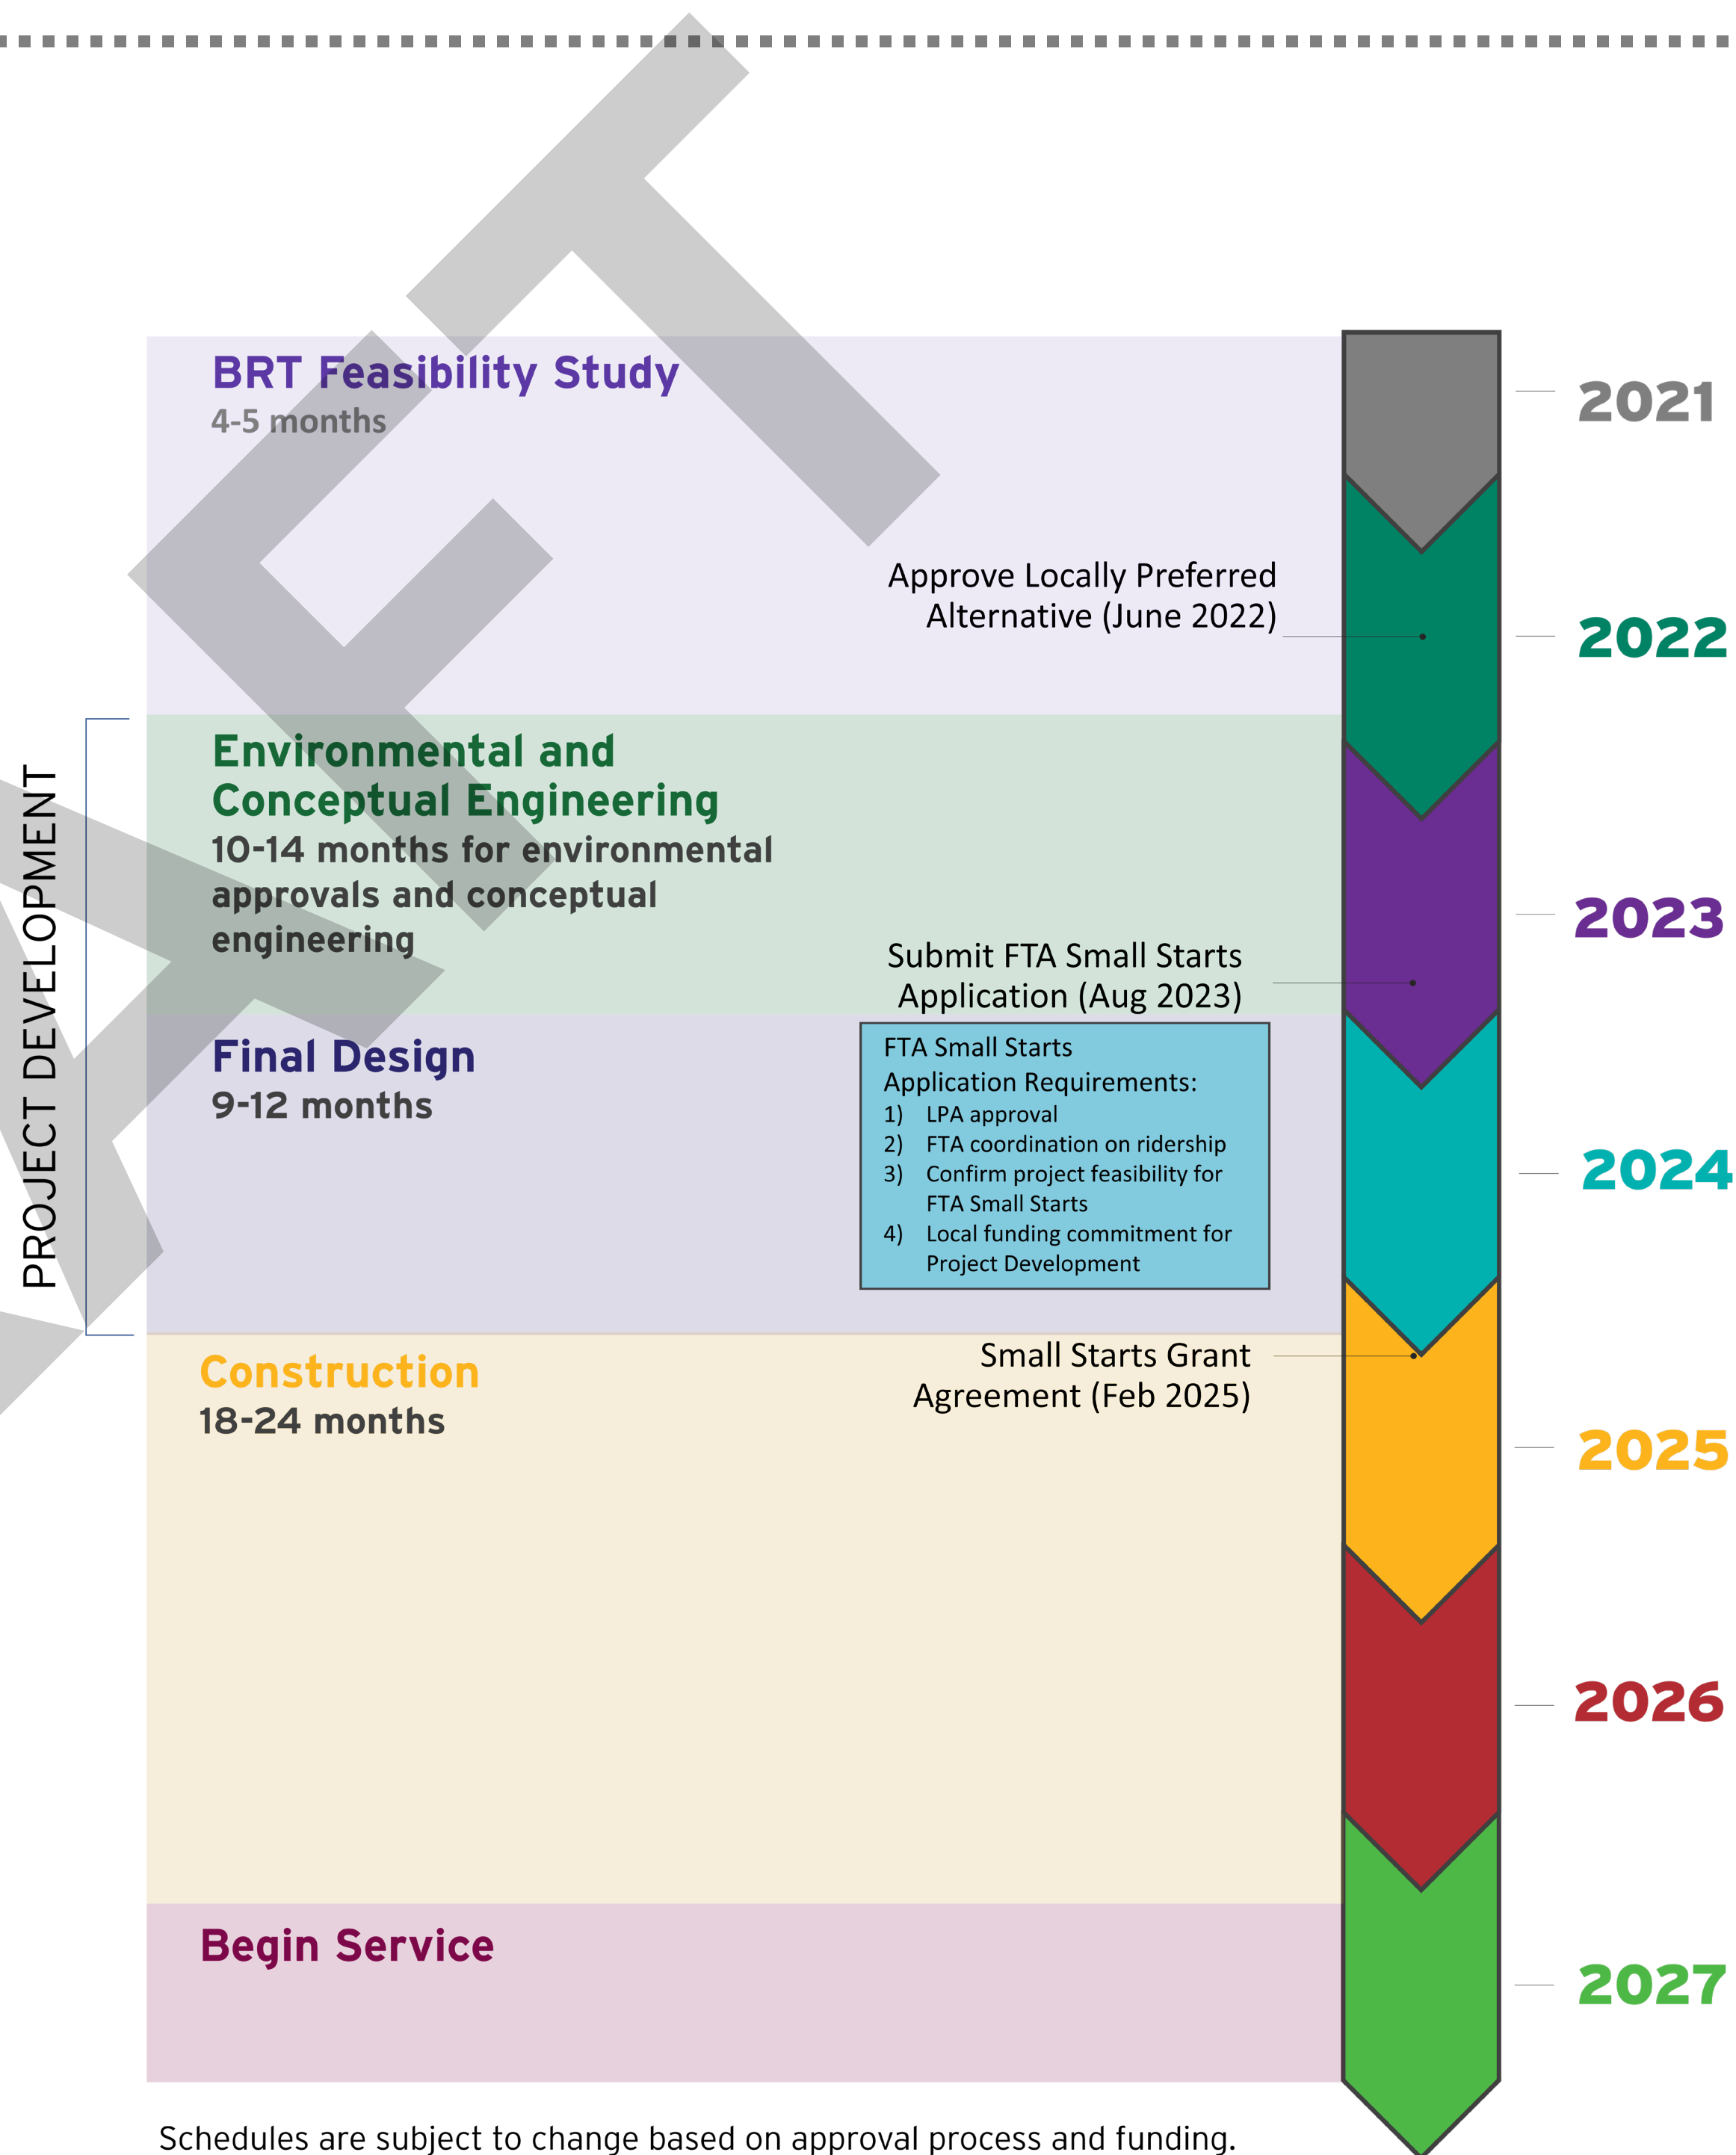 BRT Feasibility Study
4-5 months
2021
Approve Locally Preferred
Alternative (June 2022)
2022
PROJECT DEVELOPMENT
Environmental and
Conceptual Engineering
10-14 months for environmental
approvals and conceptual
engineering
2023
Submit FTA Small Starts
Application (Aug 2023)
Final Design
9-12 months
FTA Small Starts
Application Requirements:
1) LPA approval
2) FTA coordination on ridership
3) Confirm project feasibility for
FTA Small Starts
4) Local funding commitment for
Project Development
2024
Construction
18-24 months
Small Starts Grant
Agreement (Feb 2025)
2025
2026
Begin Service
2027
Schedules are subject to change based on approval process and funding.